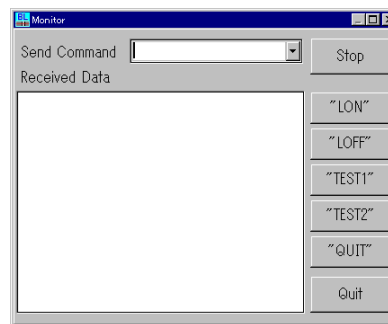 BL Monitor
Send Command
Stop
Received Data
"LON"
"LOFF"
"TEST1"
"TEST2"
"QUIT"
Quit